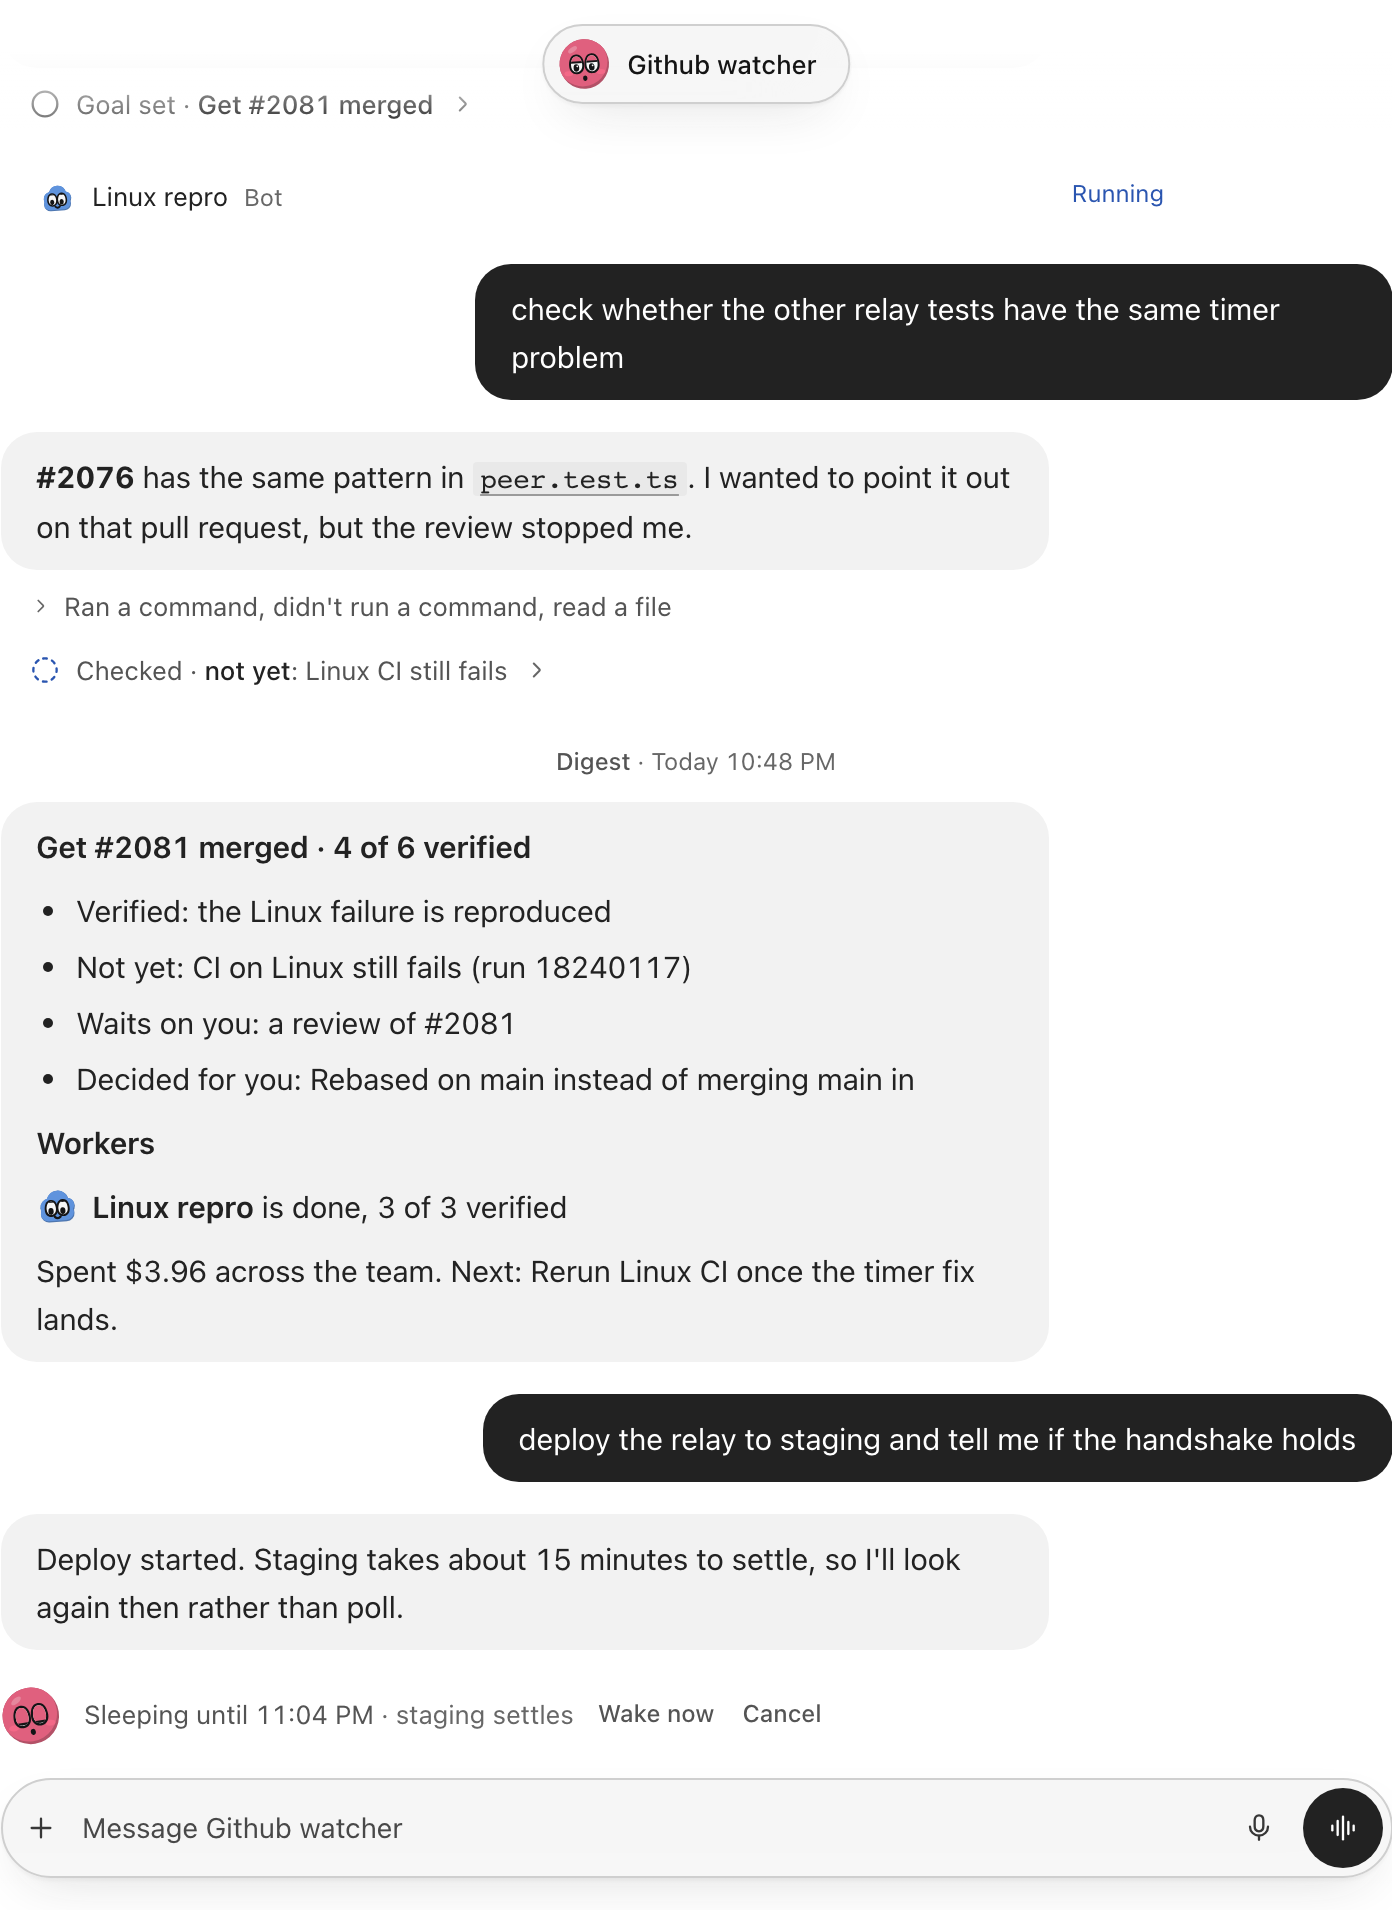 Github watcher
Goal set · Get #2081 merged
Linux repro Bot
Running
check whether the other relay tests have the same timer
problem
#2076 has the same pattern in peer.test.ts. I wanted to point it out
on that pull request, but the review stopped me.
Ran a command, didn't run a command, read a file
Checked · not yet: Linux CI still fails
Digest · Today 10:48 PM
Get #2081 merged · 4 of 6 verified
• Verified: the Linux failure is reproduced
• Not yet: CI on Linux still fails (run 18240117)
• Waits on you: a review of #2081
• Decided for you: Rebased on main instead of merging main in
Workers
Linux repro is done, 3 of 3 verified
Spent $3.96 across the team. Next: Rerun Linux CI once the timer fix
lands.
deploy the relay to staging and tell me if the handshake holds
Deploy started. Staging takes about 15 minutes to settle, so I'll look
again then rather than poll.
Sleeping until 11:04 PM · staging settles Wake now Cancel
Message Github watcher